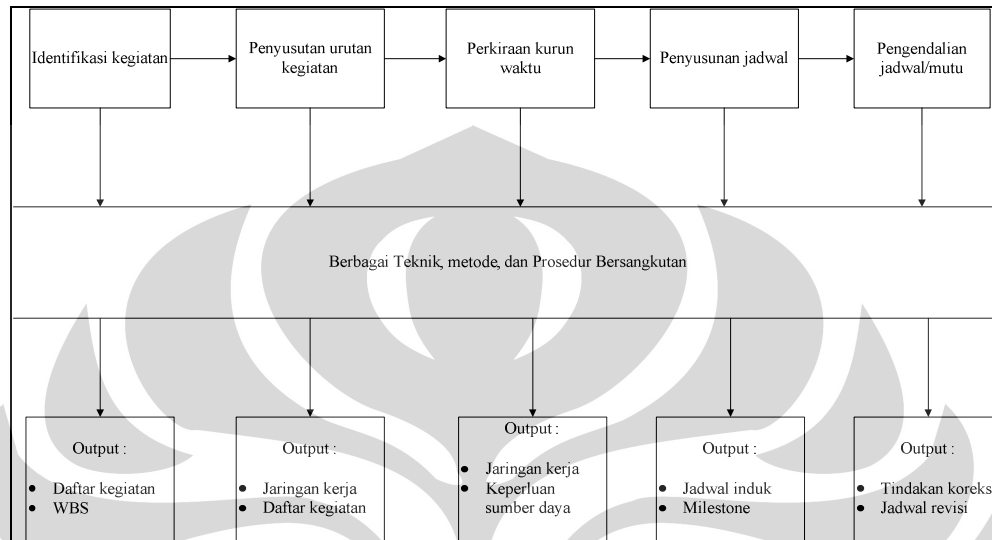 Identifikasi kegiatan
Penyusutan urutan
kegiatan
Perkiraan kurun
waktu
Penyusunan jadwal
Pengendalian
jadwal/mutu
Berbagai Teknik, metode, dan Prosedur Bersangkutan
Output :
● Daftar kegiatan
● WBS
Output :
● Jaringan kerja
● Daftar kegiatan
Output :
● Jaringan kerja
● Keperluan
sumber daya
Output :
● Jadwal induk
● Milestone
Output :
● Tindakan koreks
● Jadwal revisi